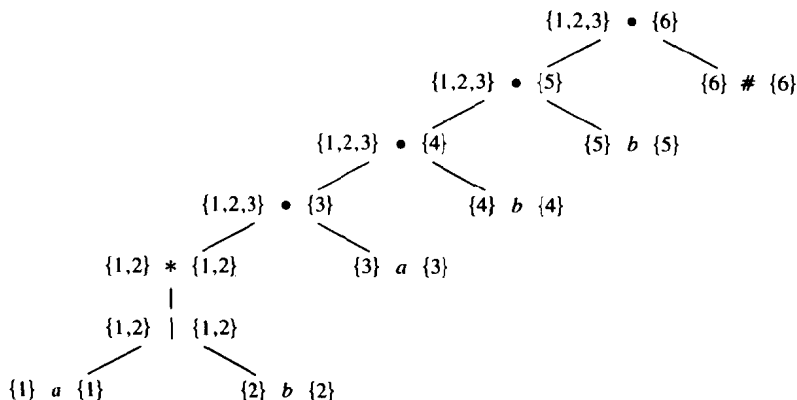 {1,2,3} • {6}
{1,2,3} • {5} {6} # {6}
{1,2,3} • {4} {5} b {5}
{1,2,3} • {3} {4} b {4}
{1,2} * {1,2} {3} a {3}
{1,2} | {1,2}
{1} a {1} {2} b {2}